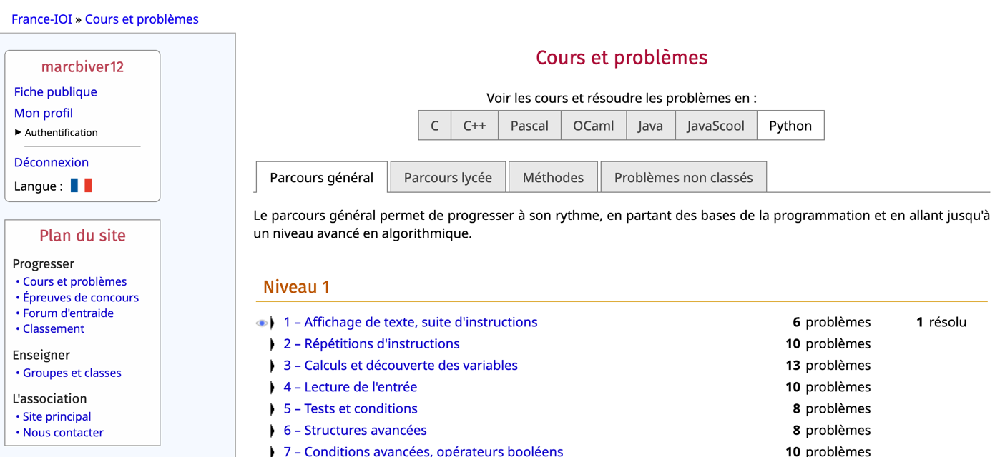 France-IOI » Cours et problèmes
marcbiver12
Fiche publique
Mon profil
Authentification
Déconnexion
Langue :
Plan du site
Progresser
• Cours et problèmes
• Épreuves de concours
• Forum d'entraide
• Classement
Enseigner
• Groupes et classes
L'association
• Site principal
• Nous contacter
Cours et problèmes
Voir les cours et résoudre les problèmes en :
C C++ Pascal OCaml Java JavaScool Python
Parcours général Parcours lycée Méthodes Problèmes non classés
Le parcours général permet de progresser à son rythme, en partant des bases de la programmation et en allant jusqu'à
un niveau avancé en algorithmique.
Niveau 1
1 – Affichage de texte, suite d'instructions 6 problèmes 1 résolu
2 – Répétitions d'instructions 10 problèmes
3 – Calculs et découverte des variables 13 problèmes
4 – Lecture de l'entrée 10 problèmes
5 – Tests et conditions 8 problèmes
6 – Structures avancées 8 problèmes
7 – Conditions avancées, opérateurs booléens 10 problèmes